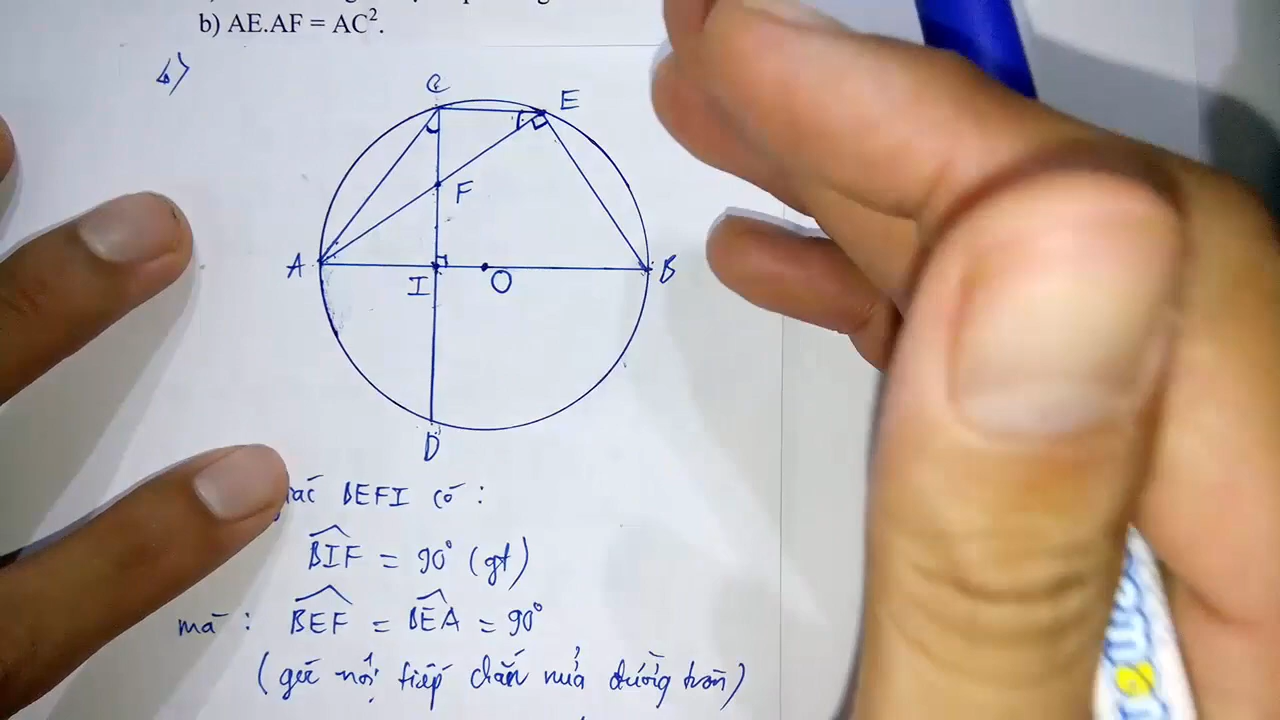 b) AE.AF = AC².
C
E
F
A
I
O
B
D
BEFI có :
BIF = 90° (gt)
mà : BEF = BEA = 90°
(góc nội tiếp chắn nửa đường tròn)